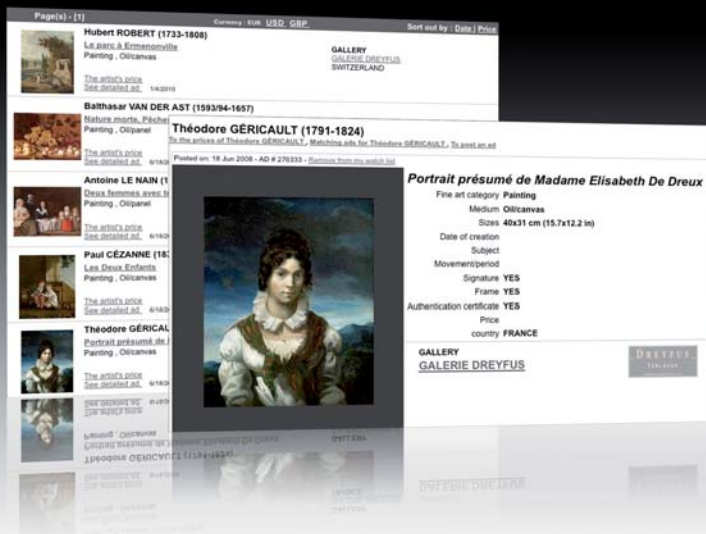 Page(s) - [1]
Currency : EUR USD GBP
Sort out by : Date | Price
Hubert ROBERT (1733-1808)
Le parc à Ermenonville
Painting , Oil/canvas
The artist's price
See detailed ad 1/4/2010
GALLERY
GALERIE DREYFUS
SWITZERLAND
Balthasar VAN DER AST (1593/94-1657)
Nature morte, Pêche
Painting , Oil/panel
The artist's price
See detailed ad
Antoine LE NAIN (1
Deux femmes avec
Painting , Oil/panel
The artist's price
See detailed ad
Paul CÉZANNE (183
Les Deux Enfants
Painting , Oil/canvas
The artist's price
See detailed ad
Théodore GÉRICAU
Portrait présumé de
Painting , Oil/canvas
The artist's price
See detailed ad
Théodore GÉRICAULT (1791-1824)
To the prices of Théodore GÉRICAULT , Matching ads for Théodore GÉRICAULT , To post an ad
Posted on: 18 Jun 2008 - AD # 276333 - Remove from my watch list
Portrait présumé de Madame Elisabeth De Dreux
Fine art category Painting
Medium Oil/canvas
Sizes 40x31 cm (15.7x12.2 in)
Date of creation
Subject
Movement/period
Signature YES
Frame YES
Authentication certificate YES
Price
country FRANCE
GALLERY
GALERIE DREYFUS
DREYFUS